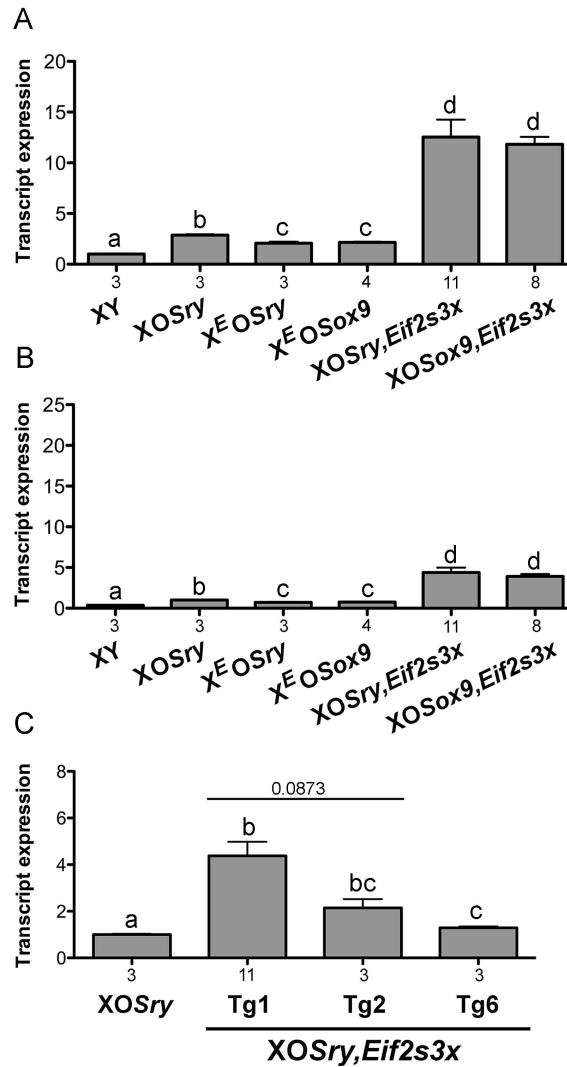 A
Transcript expression
20
15
10
5
0
a
b
c
c
d
d
3
3
3
4
11
8
XY
XOSry
X^E OSry
X^E OSox9
XOSry,Eif2s3x
XOSox9,Eif2s3x
B
Transcript expression
25
20
15
10
5
0
a
b
c
c
d
d
3
3
3
4
11
8
XY
XOSry
X^E OSry
X^E OSox9
XOSry,Eif2s3x
XOSox9,Eif2s3x
C
Transcript expression
8
6
4
2
0
0.0873
a
b
bc
c
3
11
3
3
XOSry
Tg1
Tg2
Tg6
XOSry,Eif2s3x